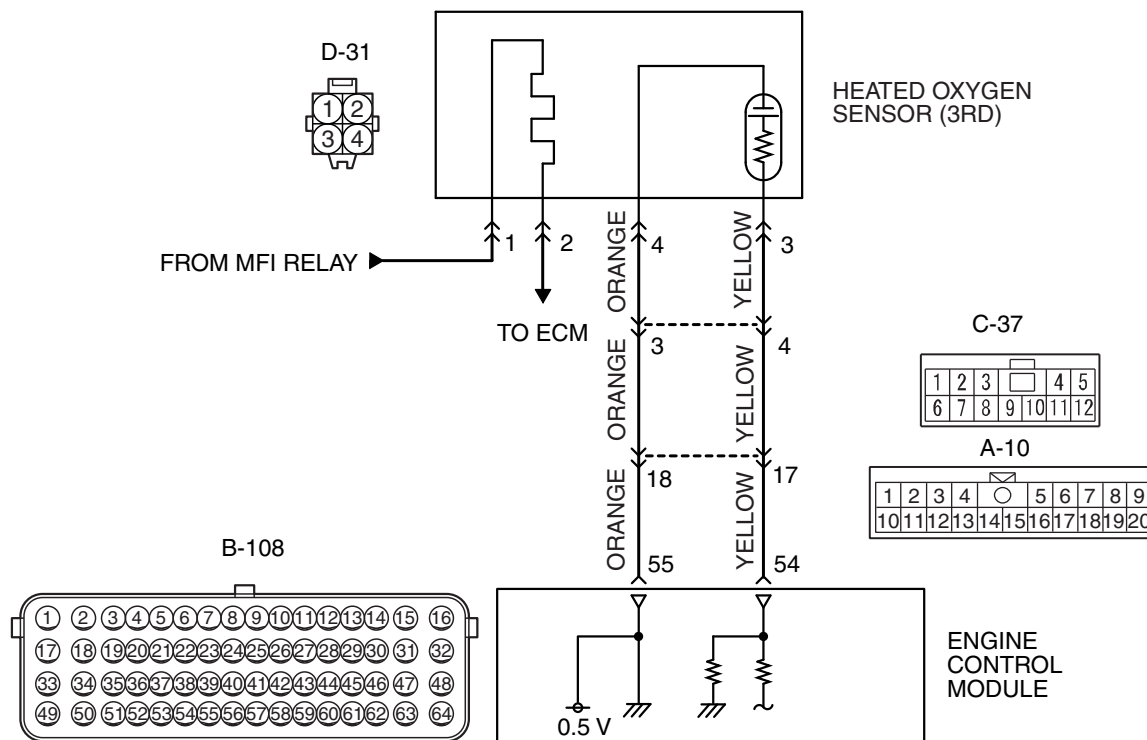 D-31
1 2
3 4
HEATED OXYGEN
SENSOR (3RD)
FROM MFI RELAY
1
2
ORANGE
4
YELLOW
3
TO ECM
3
4
ORANGE
YELLOW
18
17
ORANGE
55
YELLOW
54
C-37
1 2 3 4 5
6 7 8 9 10 11 12
A-10
1 2 3 4 5 6 7 8 9
10 11 12 13 14 15 16 17 18 19 20
B-108
1 2 3 4 5 6 7 8 9 10 11 12 13 14 15 16
17 18 19 20 21 22 23 24 25 26 27 28 29 30 31 32
33 34 35 36 37 38 39 40 41 42 43 44 45 46 47 48
49 50 51 52 53 54 55 56 57 58 59 60 61 62 63 64
0.5 V
ENGINE
CONTROL
MODULE